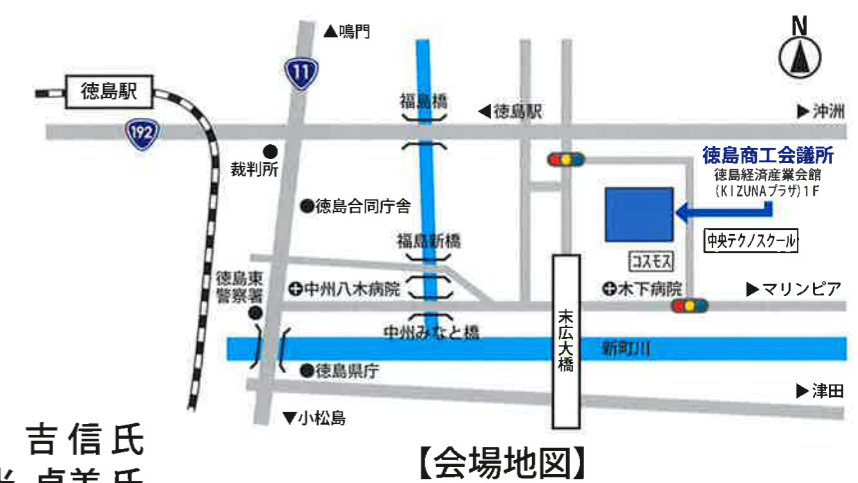 ▲鳴門
N
11
徳島駅
福島橋
◀徳島駅
▶沖洲
192
裁判所
徳島商工会議所
徳島経済産業会館
(KIZUNAプラザ)1F
●徳島合同庁舎
福島新橋
中央テクノスクール
コスモス
徳島東
警察署
中州八木病院
木下病院
▶マリンピア
中州みなと橋
末広大橋
新町川
●徳島県庁
▶津田
▼小松島
吉信氏
卓美氏
【会場地図】